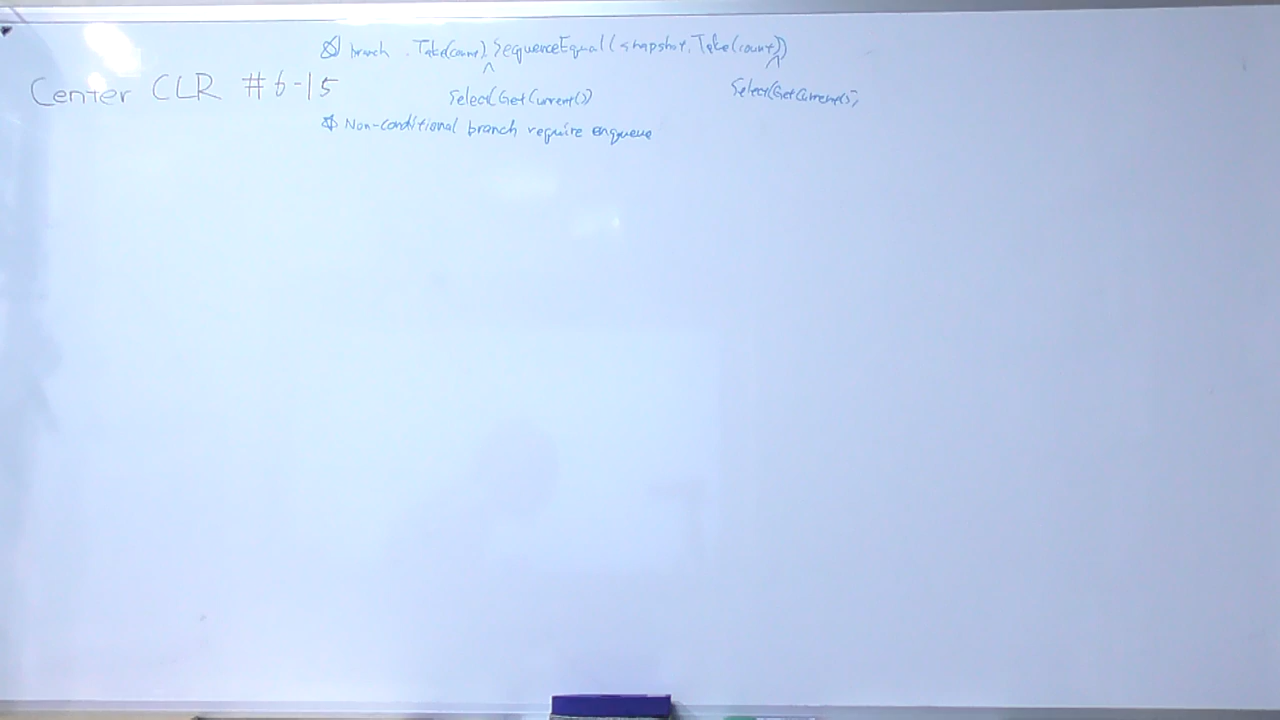 ☆ branch .Take(count).SequenceEqual(snapshot.Take(count))
Center CLR #6-15
^ ^
Select(GetCurrent()) Select(GetCurrent())
☆ Non-conditional branch require enqueue